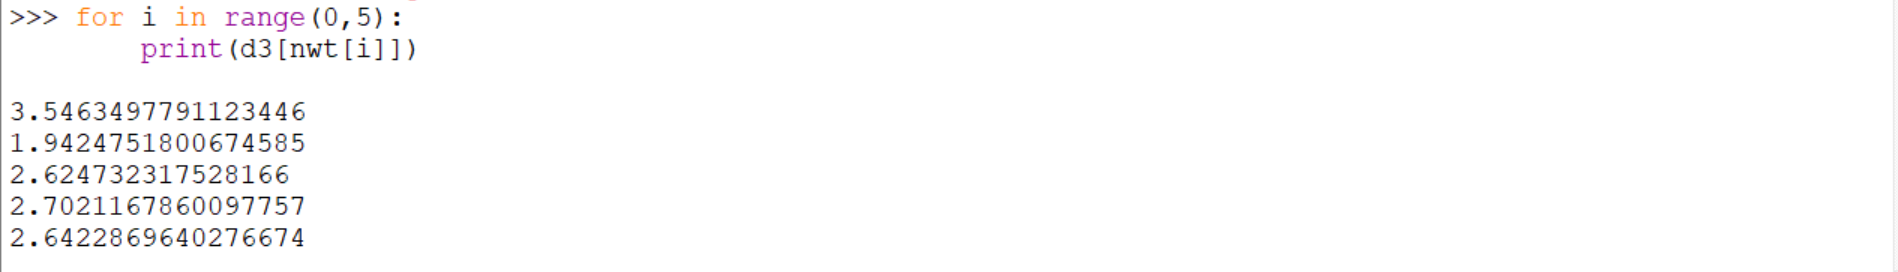 >>> for i in range(0,5):
        print(d3[nwt[i]])
3.5463497791123446
1.9424751800674585
2.624732317528166
2.7021167860097757
2.6422869640276674